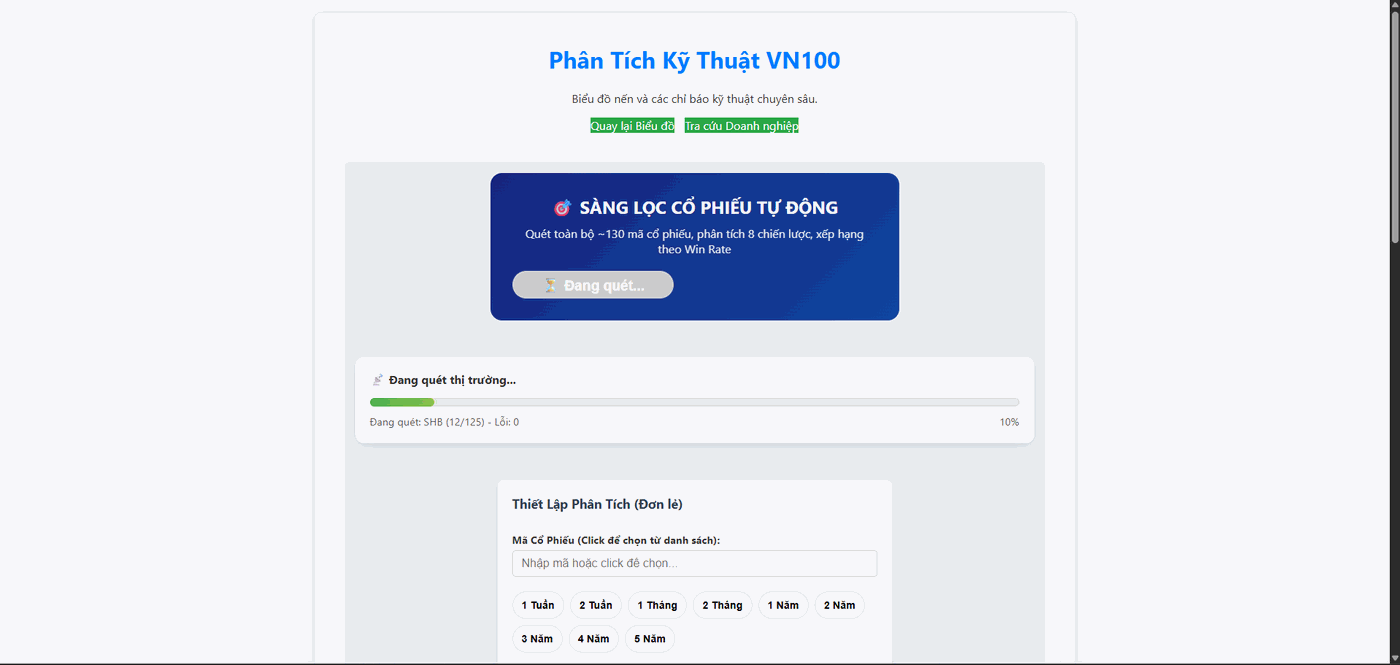 Phân Tích Kỹ Thuật VN100
Biểu đồ nến và các chỉ báo kỹ thuật chuyên sâu.
Quay lại Biểu đồ Tra cứu Doanh nghiệp
🎯 SÀNG LỌC CỔ PHIẾU TỰ ĐỘNG
Quét toàn bộ ~130 mã cổ phiếu, phân tích 8 chiến lược, xếp hạng
theo Win Rate
⏳ Đang quét...
📡 Đang quét thị trường...
Đang quét: SHB (12/125) - Lỗi: 0 10%
Thiết Lập Phân Tích (Đơn lẻ)
Mã Cổ Phiếu (Click để chọn từ danh sách):
Nhập mã hoặc click để chọn...
1 Tuần 2 Tuần 1 Tháng 2 Tháng 1 Năm 2 Năm
3 Năm 4 Năm 5 Năm